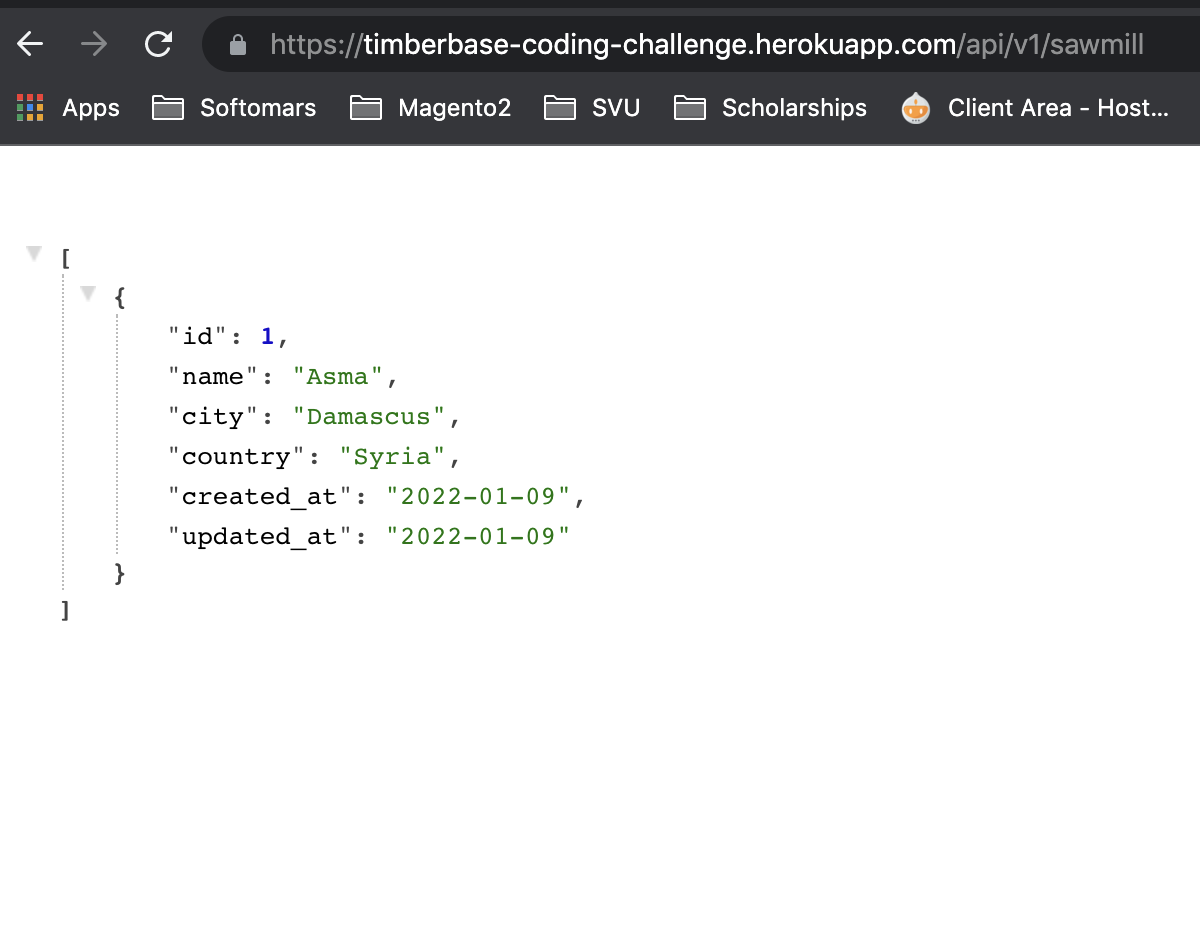 https://timberbase-coding-challenge.herokuapp.com/api/v1/sawmill
Apps Softomars Magento2 SVU Scholarships Client Area - Host...
[
{
"id": 1,
"name": "Asma",
"city": "Damascus",
"country": "Syria",
"created_at": "2022-01-09",
"updated_at": "2022-01-09"
}
]